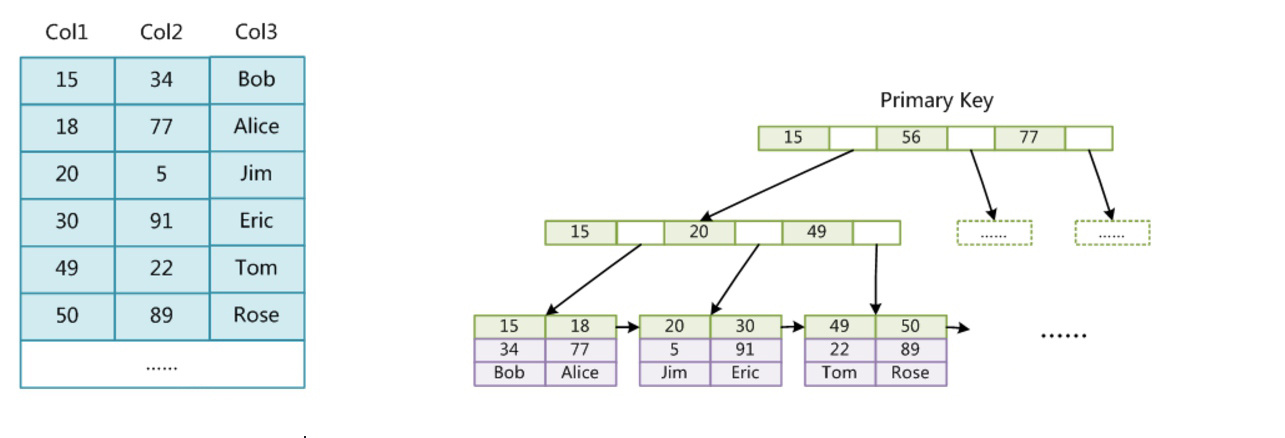 Col1 Col2 Col3
15 34 Bob
18 77 Alice
20 5 Jim
30 91 Eric
49 22 Tom
50 89 Rose
......
Primary Key
15 56 77
15 20 49
...... ......
15 18 20 30 49 50
34 77 5 91 22 89
Bob Alice Jim Eric Tom Rose
......